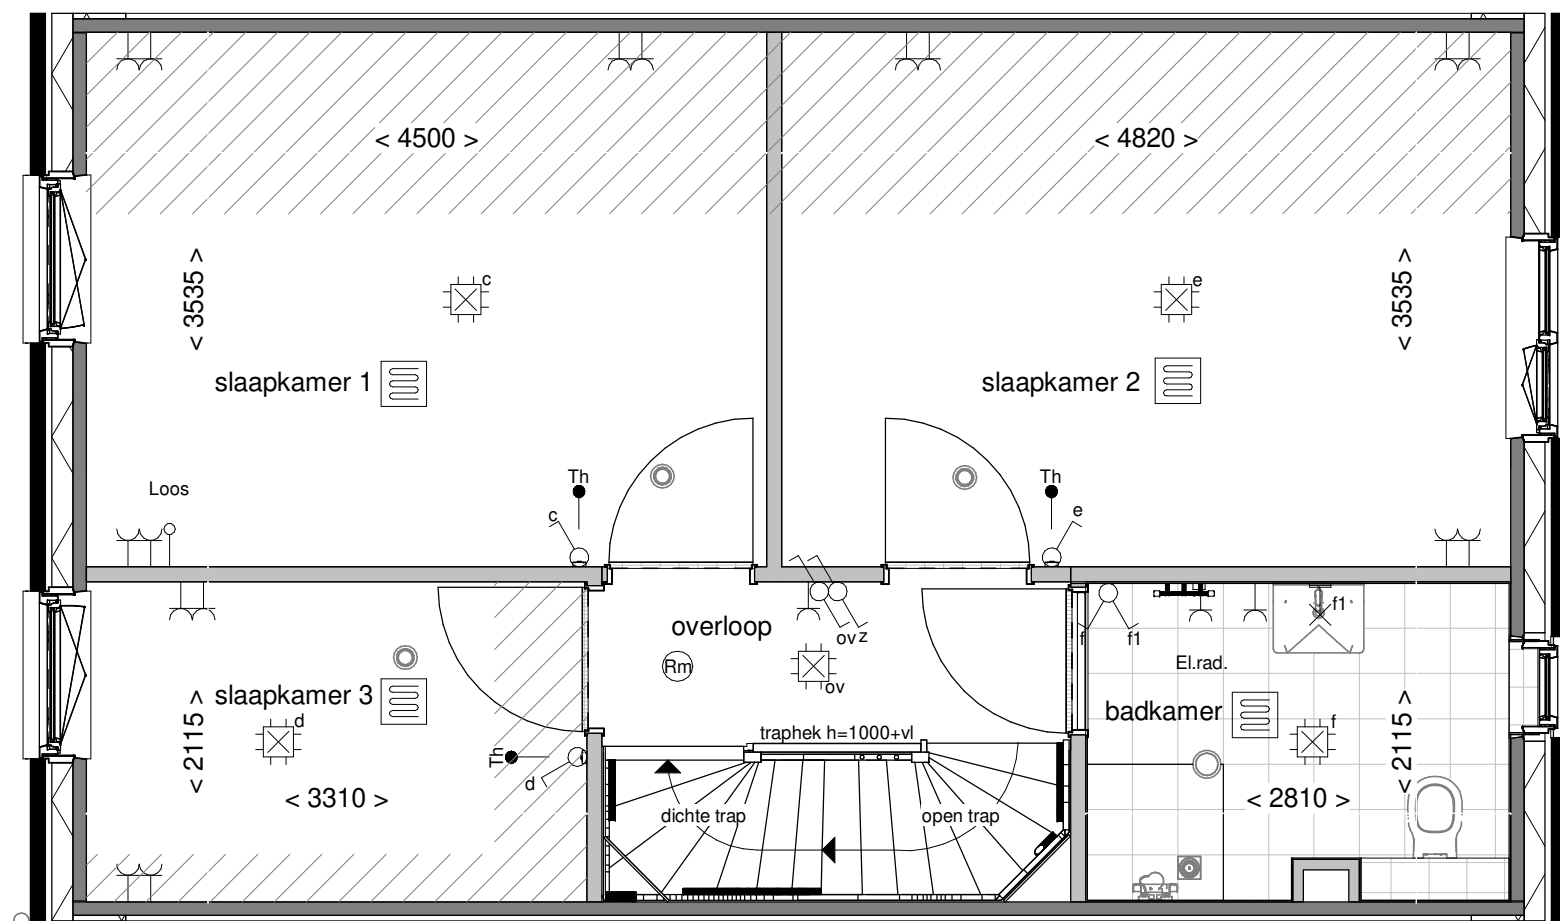 < 4500 >
< 4820 >
< 3535 >
c
e
< 3535 >
slaapkamer 1
slaapkamer 2
Loos
Th
c
Th
e
overloop
ov z
f
f1
f1
Rm
ov
El.rad.
slaapkamer 3
d
< 2115 >
badkamer
f
< 2115 >
traphek h=1000+vl
Th
d
< 3310 >
dichte trap
open trap
< 2810 >